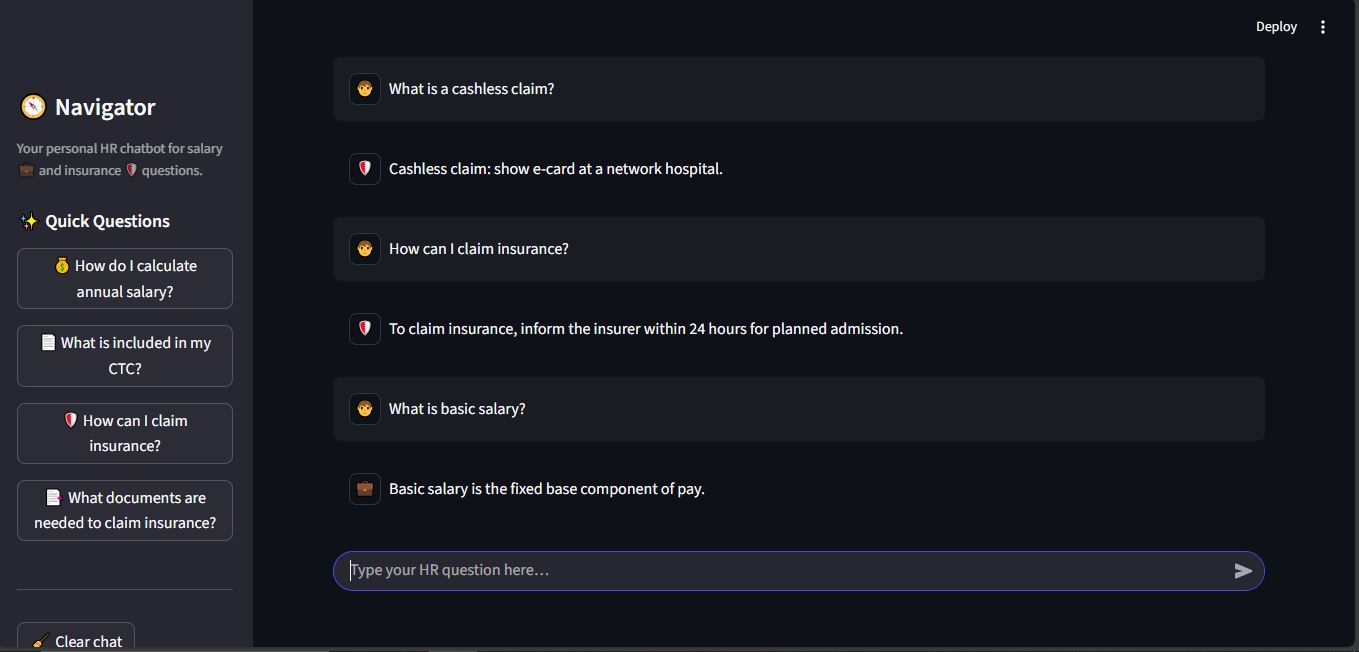 Deploy
Navigator
Your personal HR chatbot for salary
and insurance questions.
Quick Questions
How do I calculate
annual salary?
What is included in my
CTC?
How can I claim
insurance?
What documents are
needed to claim insurance?
Clear chat
What is a cashless claim?
Cashless claim: show e-card at a network hospital.
How can I claim insurance?
To claim insurance, inform the insurer within 24 hours for planned admission.
What is basic salary?
Basic salary is the fixed base component of pay.
Type your HR question here...